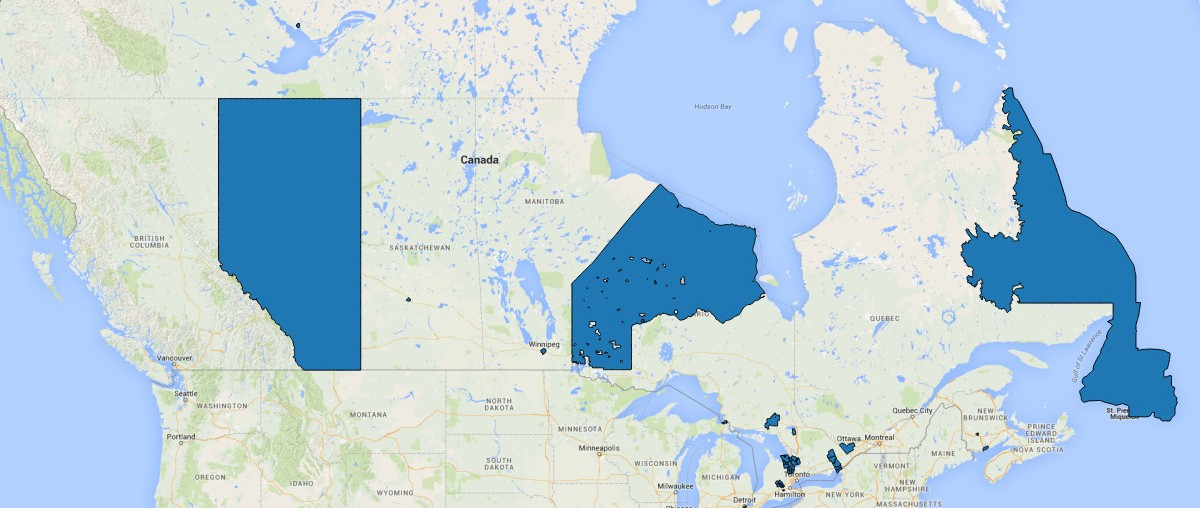 Hudson Bay
Canada
MANITOBA
BRITISH
COLUMBIA
SASKATCHEWAN
QUEBEC
Winnipeg
Gulf of St Lawrence
Vancouver
Seattle
WASHINGTON
NORTH
DAKOTA
MONTANA
St. Pier
Miquelon
Quebec City
NEW
BRUNSWICK
PRINCE
EDWARD
ISLAND
NOVA SCOTIA
Portland
MINNESOTA
Minneapolis
Ottawa
Montreal
MAINE
SOUTH
DAKOTA
WISCONSIN
MICHIGAN
Toronto
VERMONT
OREGON
IDAHO
WYOMING
Milwaukee
Detroit
Hamilton
NEW YORK
NEW
HAMPSHIRE
MASSACHUSETTS